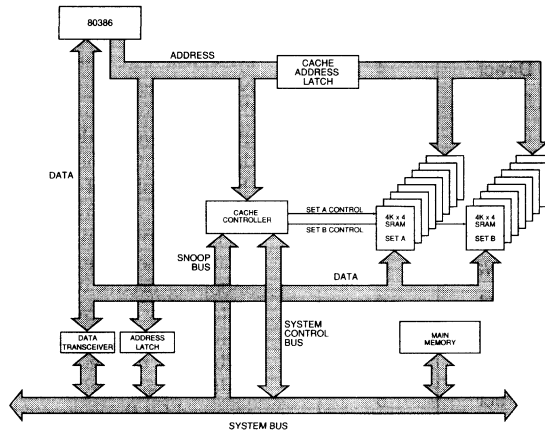 80386
ADDRESS
CACHE
ADDRESS
LATCH
DATA
CACHE
CONTROLLER
SET A CONTROL
SET B CONTROL
4K x 4
SRAM
SET A
4K x 4
SRAM
SET B
SNOOP
BUS
DATA
SYSTEM
CONTROL
BUS
DATA
TRANSCEIVER
ADDRESS
LATCH
MAIN
MEMORY
SYSTEM BUS